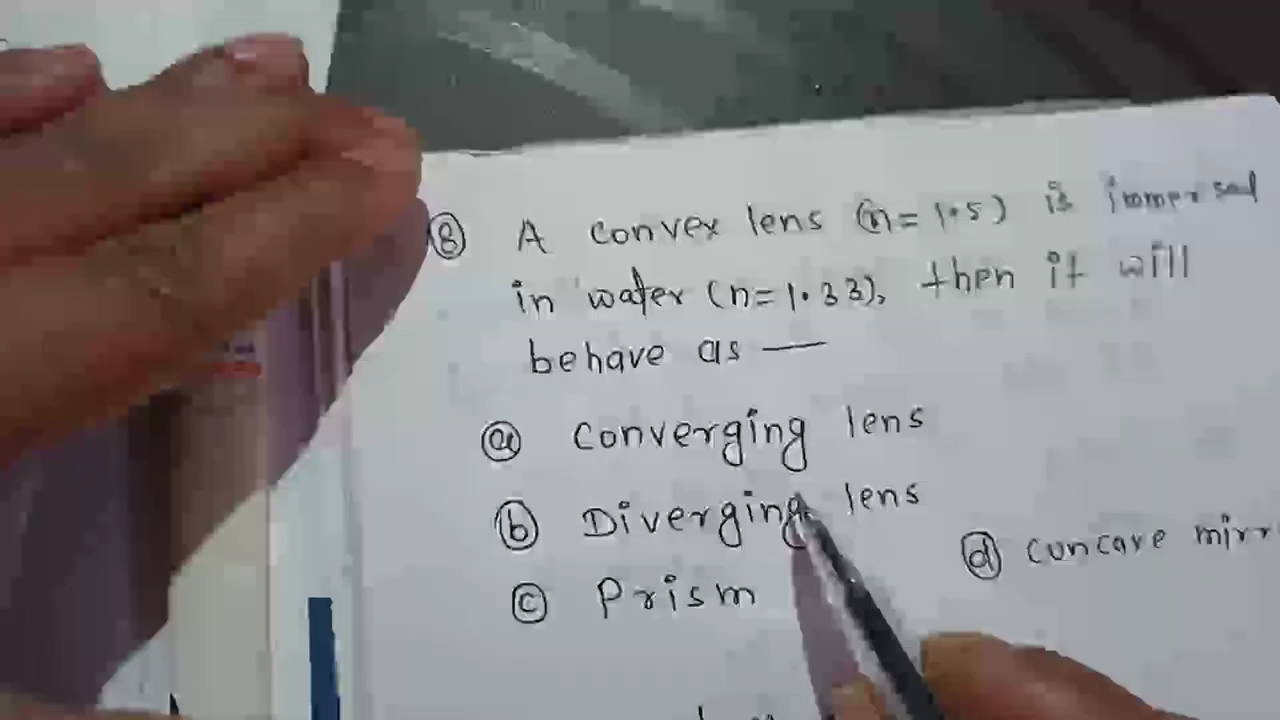 ⑧ A convex lens (n=1.5) is immersed
in water (n=1.33), then it will
behave as —
ⓐ converging lens
ⓑ Diverging lens
ⓓ concave
ⓒ Prism